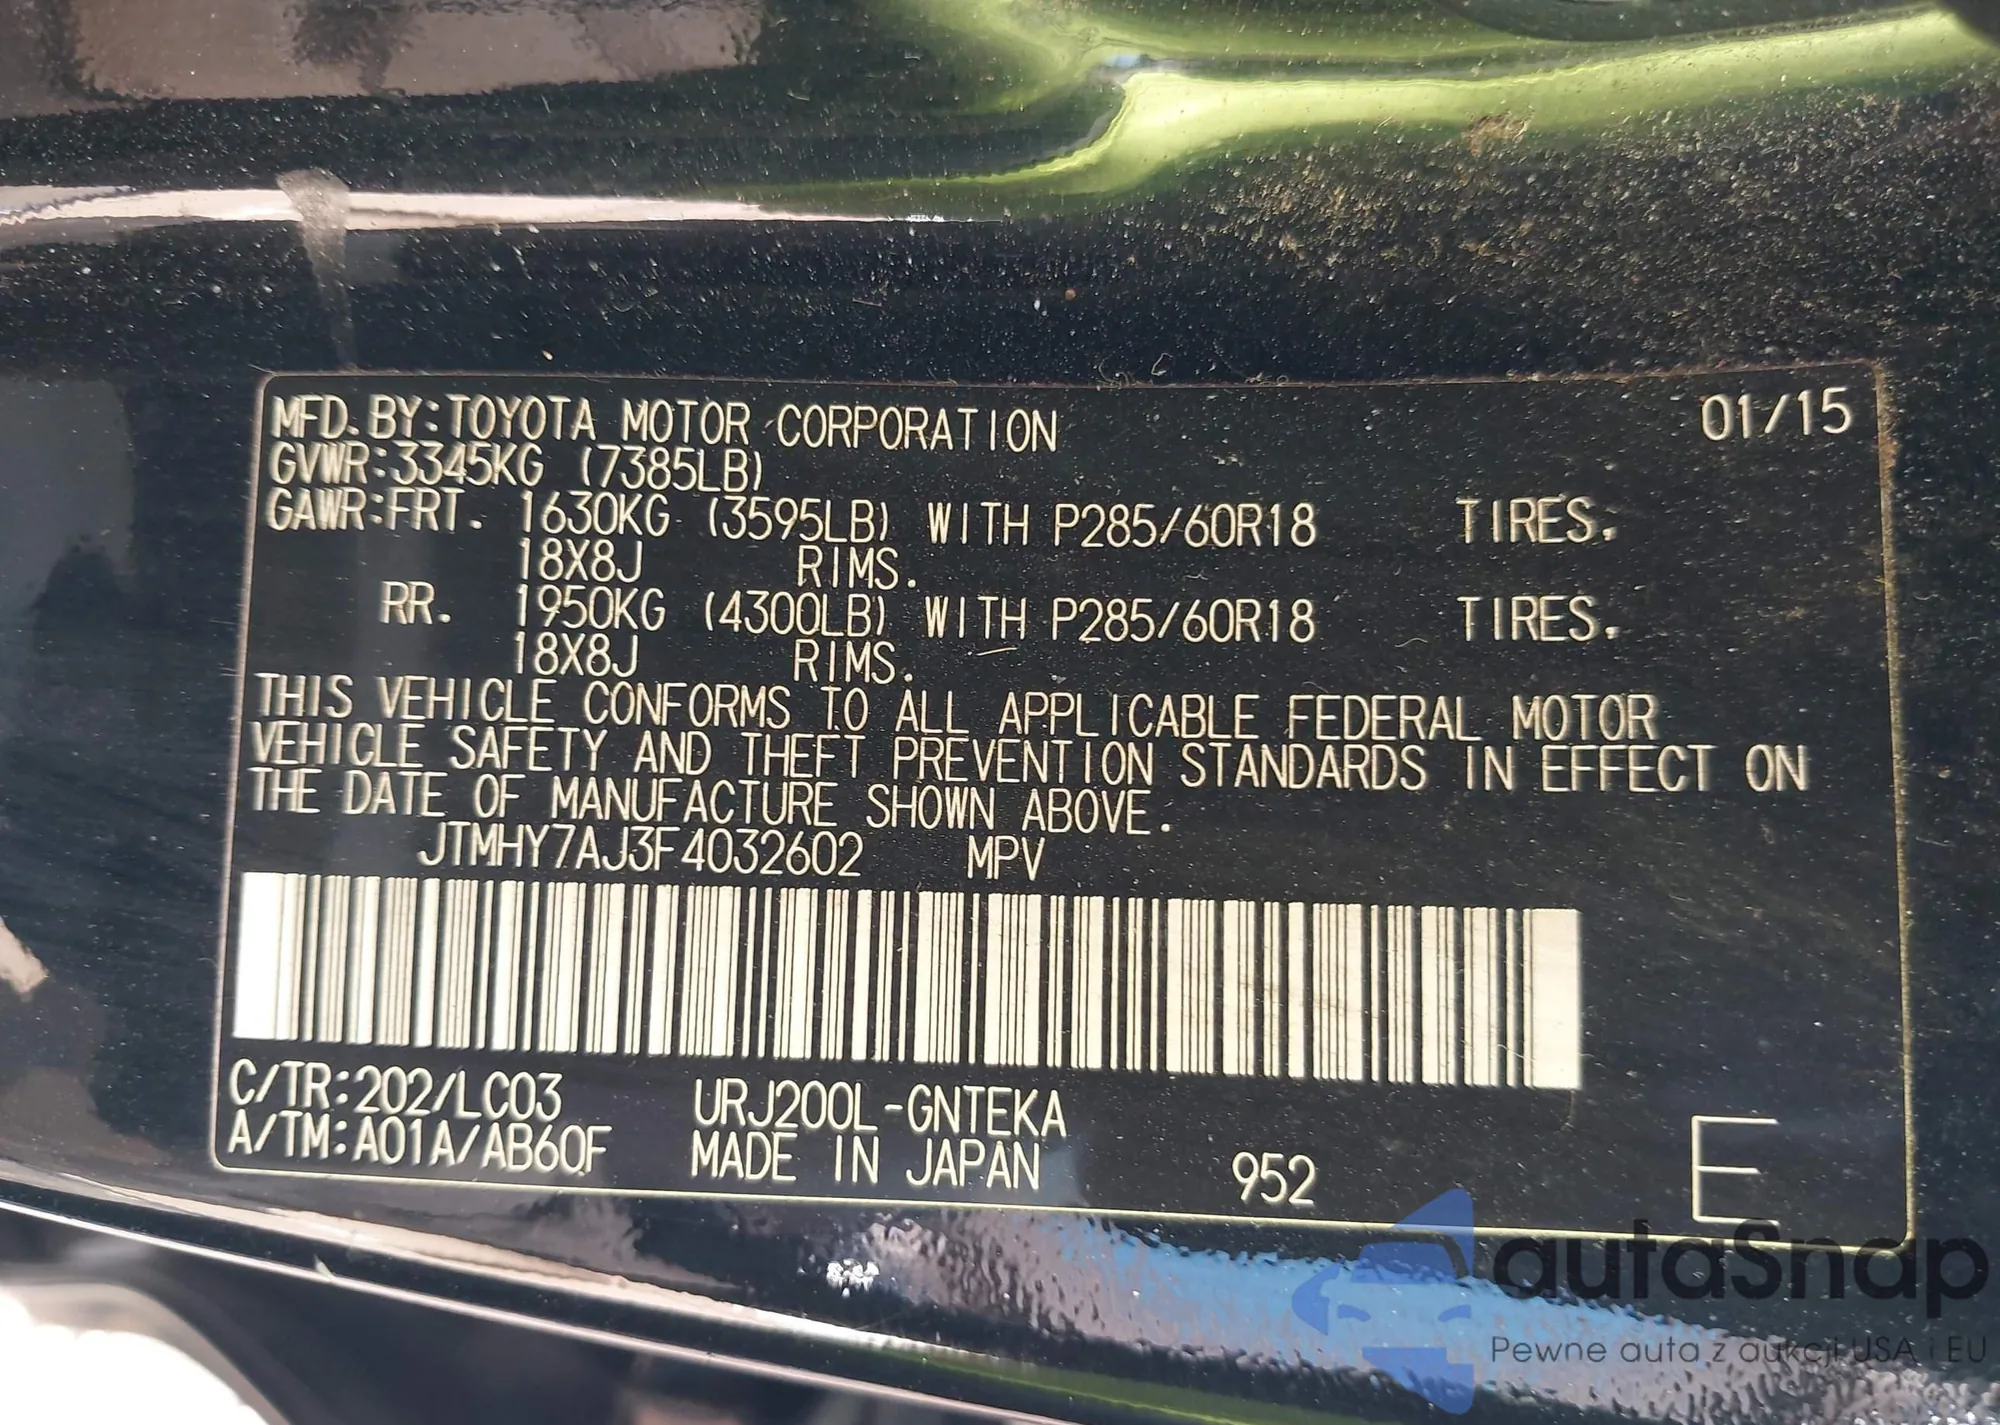 MFD. BY:TOYOTA MOTOR CORPORATION 01/15
GVWR:3345KG (7385LB)
GAWR:FRT. 1630KG (3595LB) WITH P285/60R18 TIRES.
18X8J RIMS.
RR. 1950KG (4300LB) WITH P285/60R18 TIRES.
18X8J RIMS.
THIS VEHICLE CONFORMS TO ALL APPLICABLE FEDERAL MOTOR
VEHICLE SAFETY AND THEFT PREVENTION STANDARDS IN EFFECT ON
THE DATE OF MANUFACTURE SHOWN ABOVE.
JTMHY7AJ3F4032602 MPV
C/TR:202/LC03 URJ200L-GNTEKA
A/TM:A01A/AB60F MADE IN JAPAN 952 E
autaSnap
Pewne auta z aukcji USA i EU